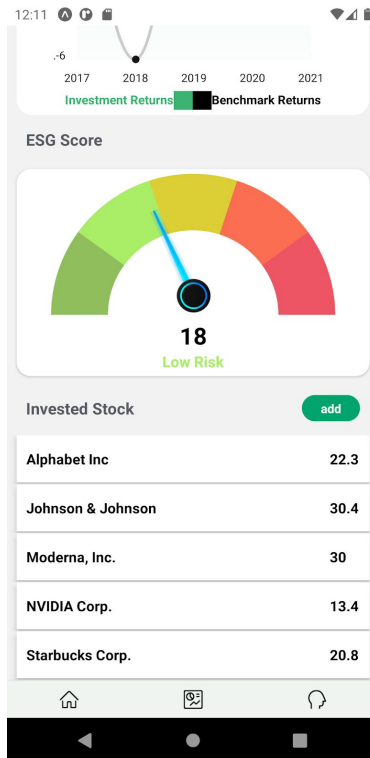 12:11
.-6
2017 2018 2019 2020 2021
Investment Returns Benchmark Returns
ESG Score
18
Low Risk
Invested Stock add
Alphabet Inc 22.3
Johnson & Johnson 30.4
Moderna, Inc. 30
NVIDIA Corp. 13.4
Starbucks Corp. 20.8